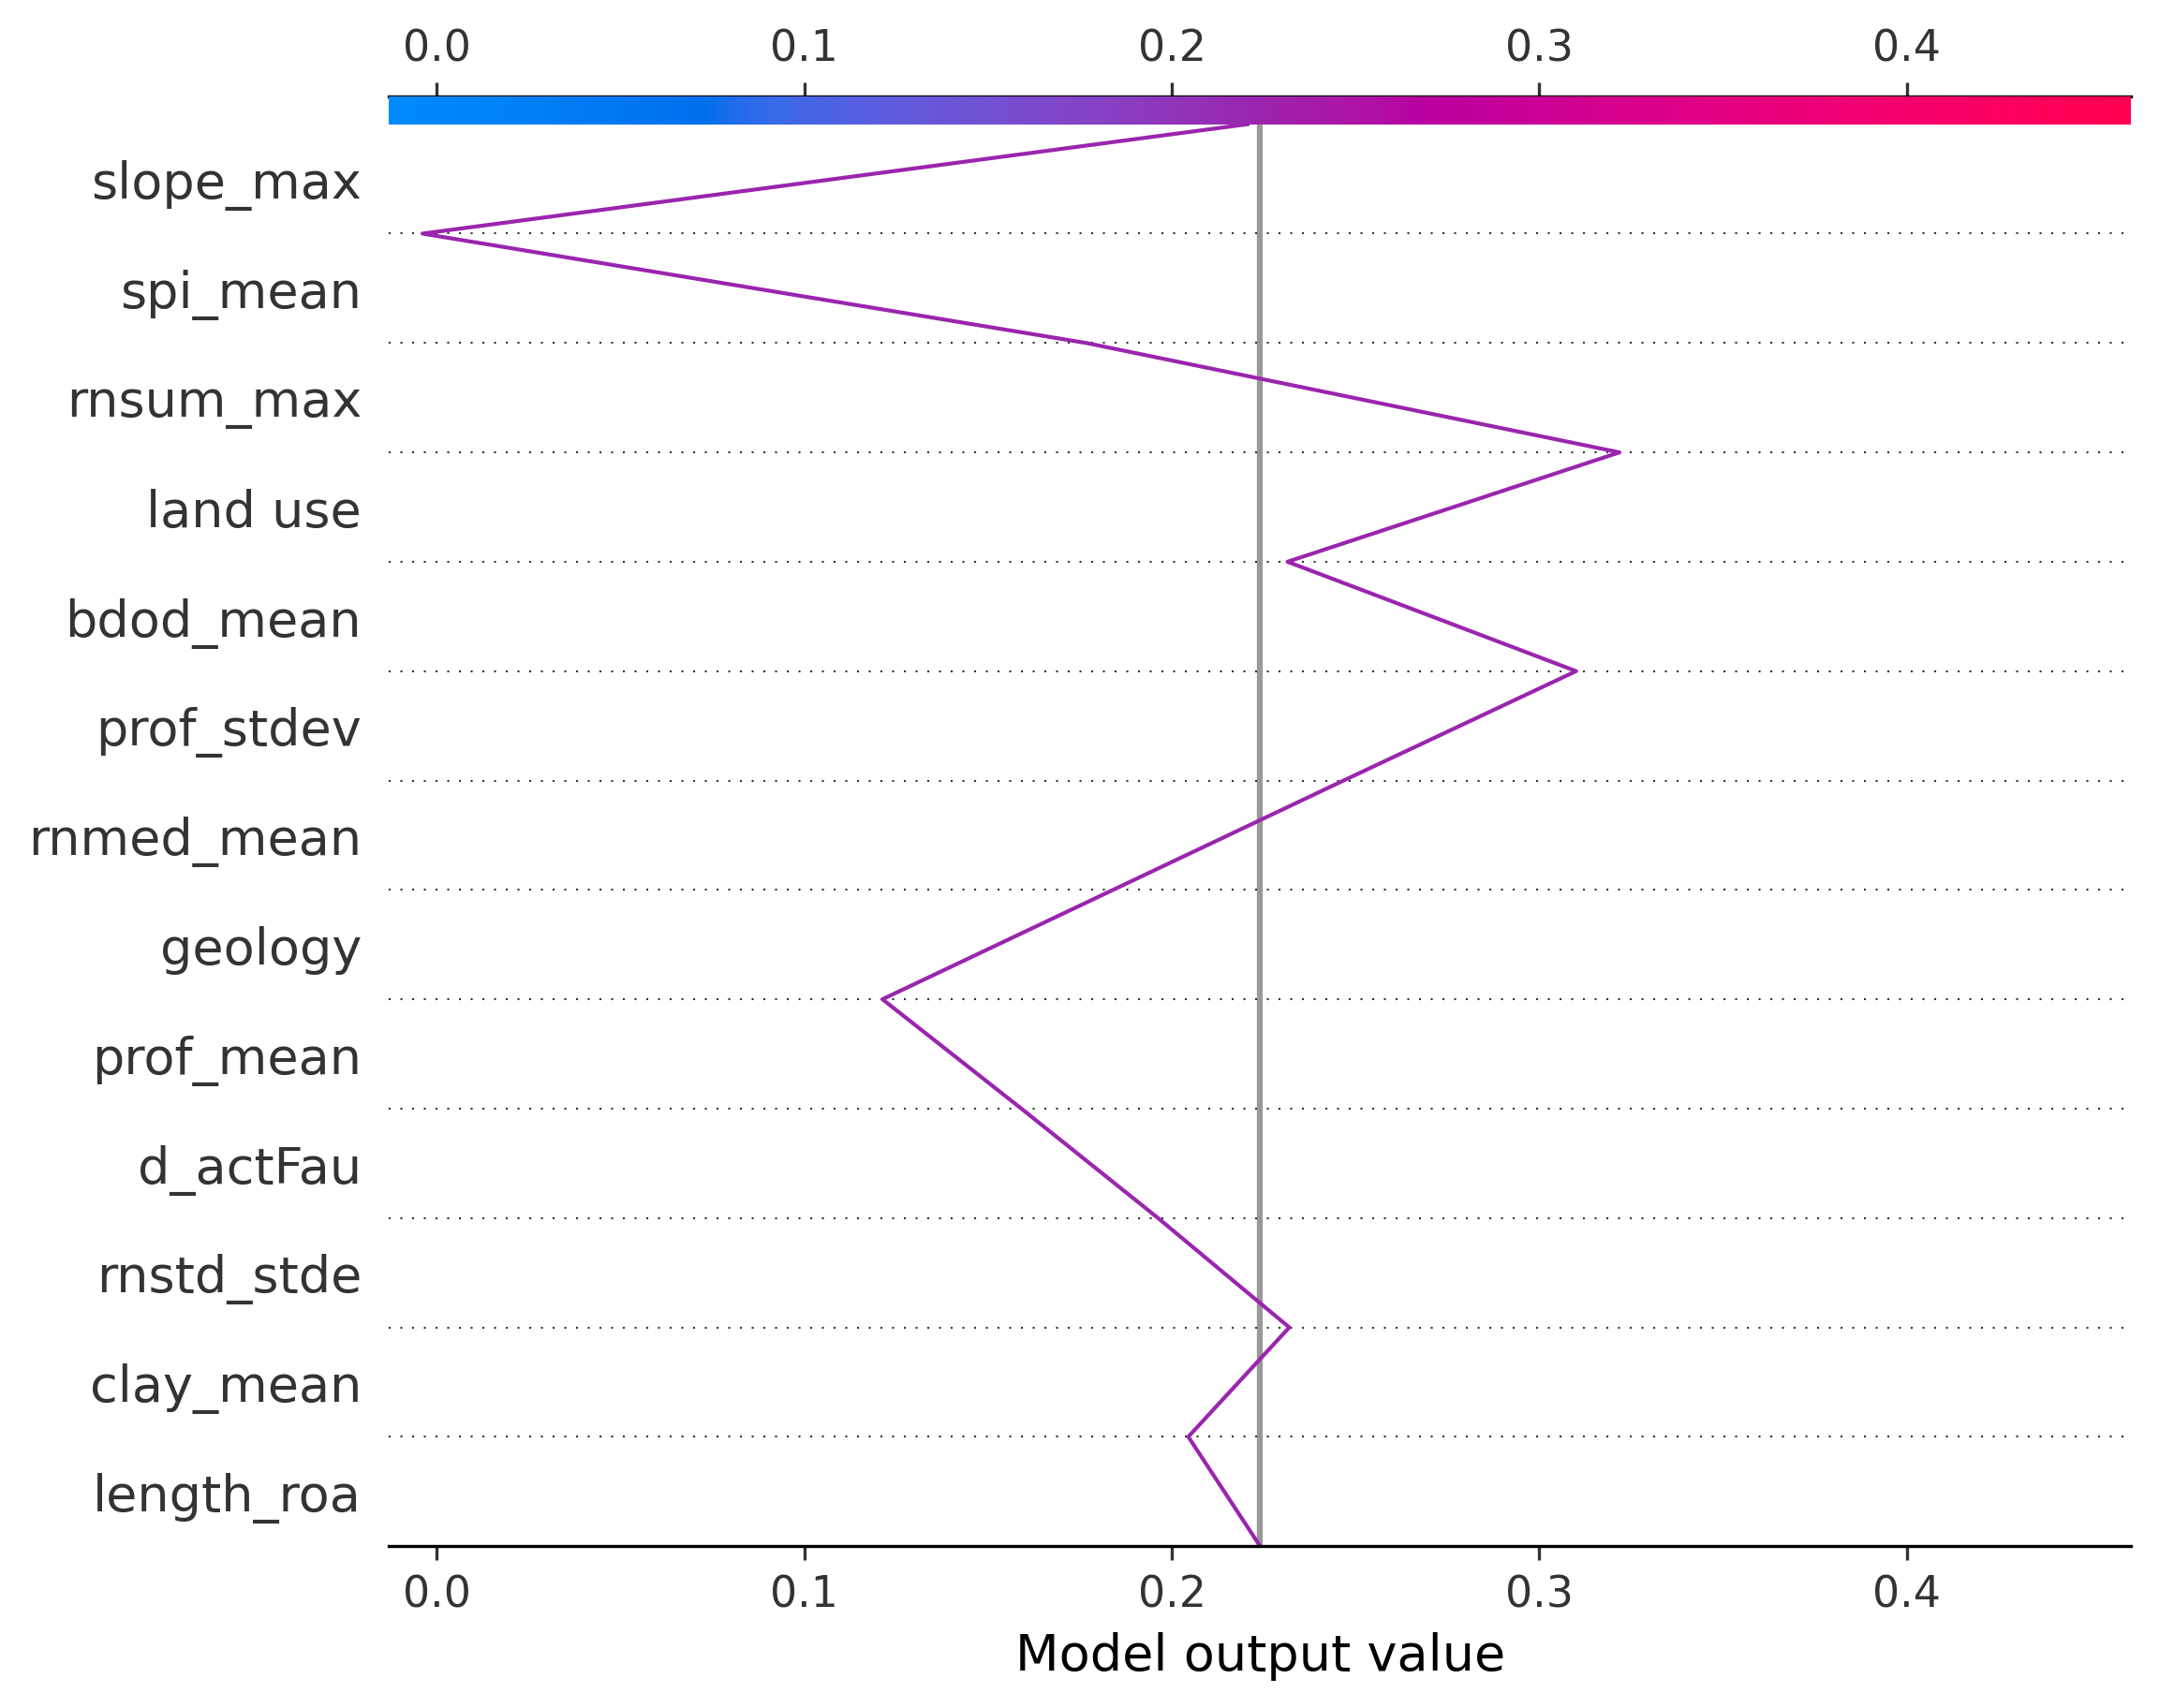 0.0 0.1 0.2 0.3 0.4
slope_max
spi_mean
rnsum_max
land use
bdod_mean
prof_stdev
rnmed_mean
geology
prof_mean
d_actFau
rnstd_stde
clay_mean
length_roa
0.0 0.1 0.2 0.3 0.4
Model output value